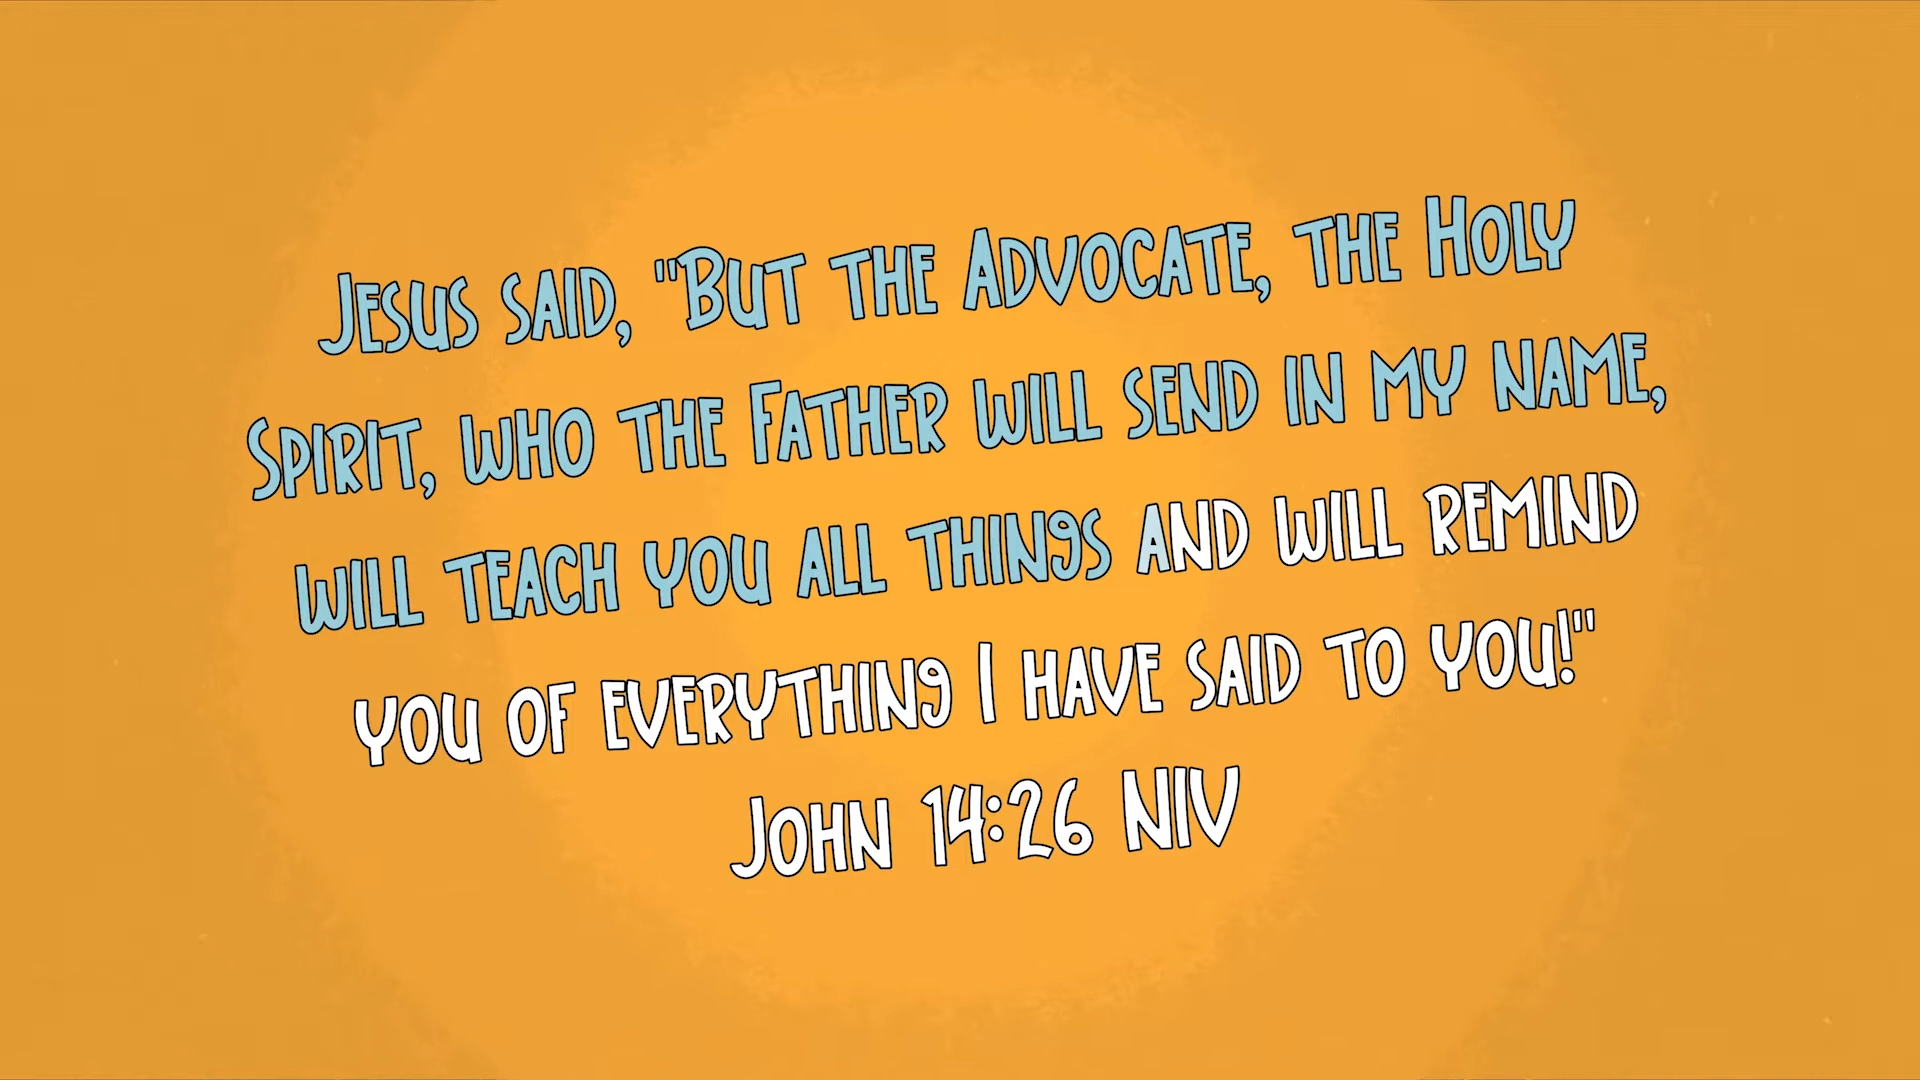 Jesus said, "But the Advocate, the Holy
Spirit, who the Father will send in my name,
will teach you all things and will remind
you of everything I have said to you!"
John 14:26 NIV